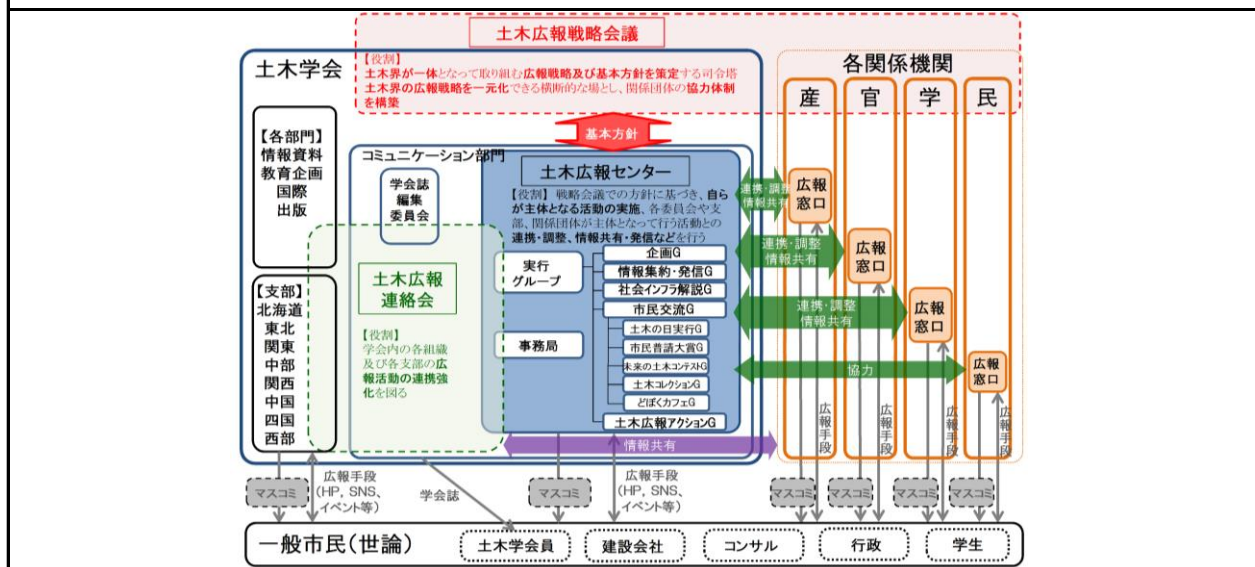 土木広報戦略会議
【役割】
土木界が一体となって取り組む広報戦略及び基本方針を策定する司令塔
土木界の広報戦略を一元化できる横断的な場とし、関係団体の協力体制
を構築
土木学会
【各部門】
情報資料
教育企画
国際
出版
【支部】
北海道
東北
関東
中部
関西
中国
四国
西部
基本方針
コミュニケーション部門
学会誌
編集
委員会
土木広報
連絡会
【役割】
学会内の各組織
及び各支部の広
報活動の連携強
化を図る
土木広報センター
【役割】 戦略会議での方針に基づき、自ら
が主体となる活動の実施、各委員会や支
部、関係団体が主体となって行う活動との
連携・調整、情報共有・発信などを行う
実行
グループ
事務局
企画G
情報集約・発信G
社会インフラ解説G
市民交流G
土木の日実行G
市民普請大賞G
未来の土木コンテストG
土木コレクションG
どぼくカフェG
土木広報アクションG
各関係機関
産
官
学
民
連携・調整
情報共有
広報
窓口
連携・調整
情報共有
広報
窓口
連携・調整
情報共有
広報
窓口
協力
広報
窓口
情報共有
広報手段
広報手段
広報手段
広報手段
マスコミ
広報手段
(HP, SNS、
イベント等)
学会誌
マスコミ
広報手段
(HP, SNS、
イベント等)
マスコミ
マスコミ
マスコミ
マスコミ
一般市民(世論)
土木学会員
建設会社
コンサル
行政
学生